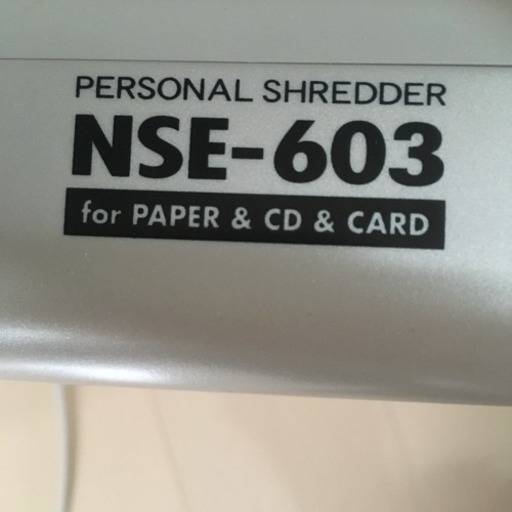 PERSONAL SHREDDER
NSE-603
for PAPER & CD & CARD